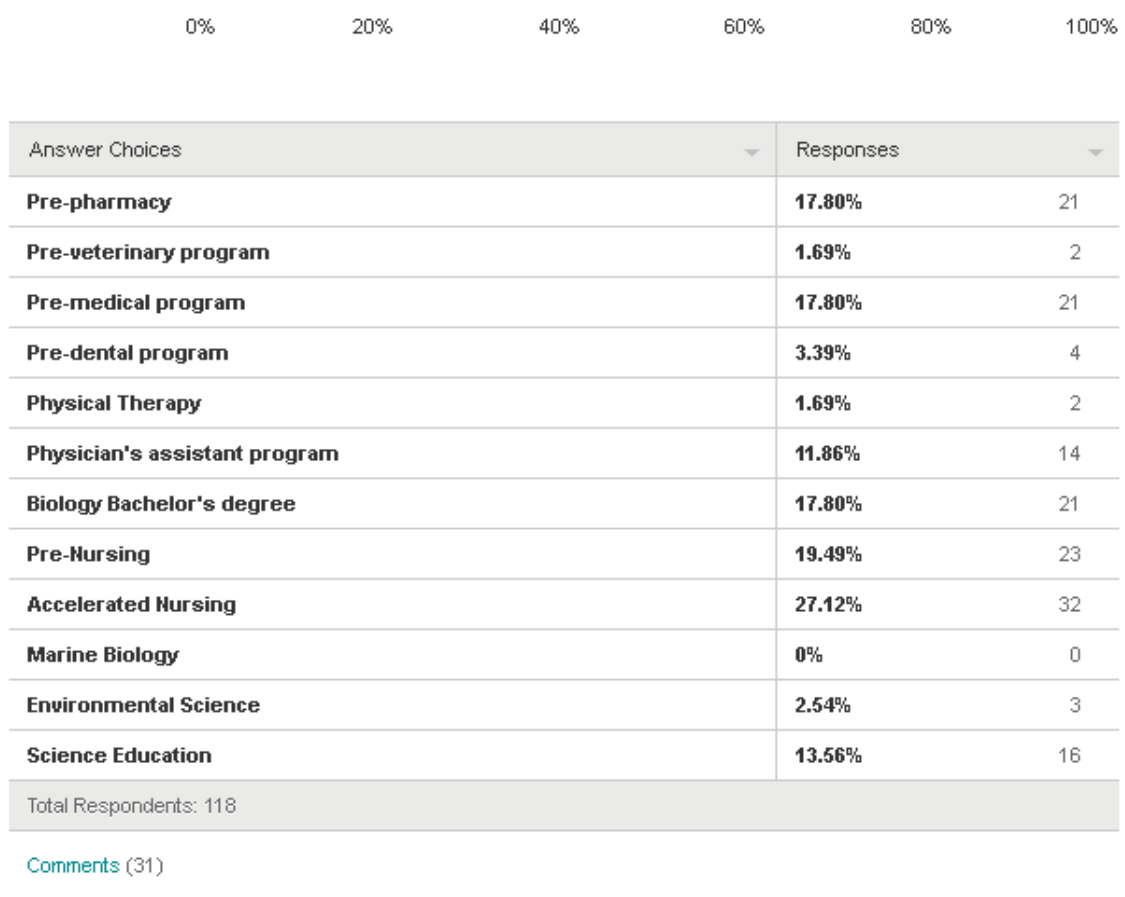 0% 20% 40% 60% 80% 100%
Answer Choices Responses
Pre-pharmacy 17.80% 21
Pre-veterinary program 1.69% 2
Pre-medical program 17.80% 21
Pre-dental program 3.39% 4
Physical Therapy 1.69% 2
Physician's assistant program 11.86% 14
Biology Bachelor's degree 17.80% 21
Pre-Nursing 19.49% 23
Accelerated Nursing 27.12% 32
Marine Biology 0% 0
Environmental Science 2.54% 3
Science Education 13.56% 16
Total Respondents: 118
Comments (31)